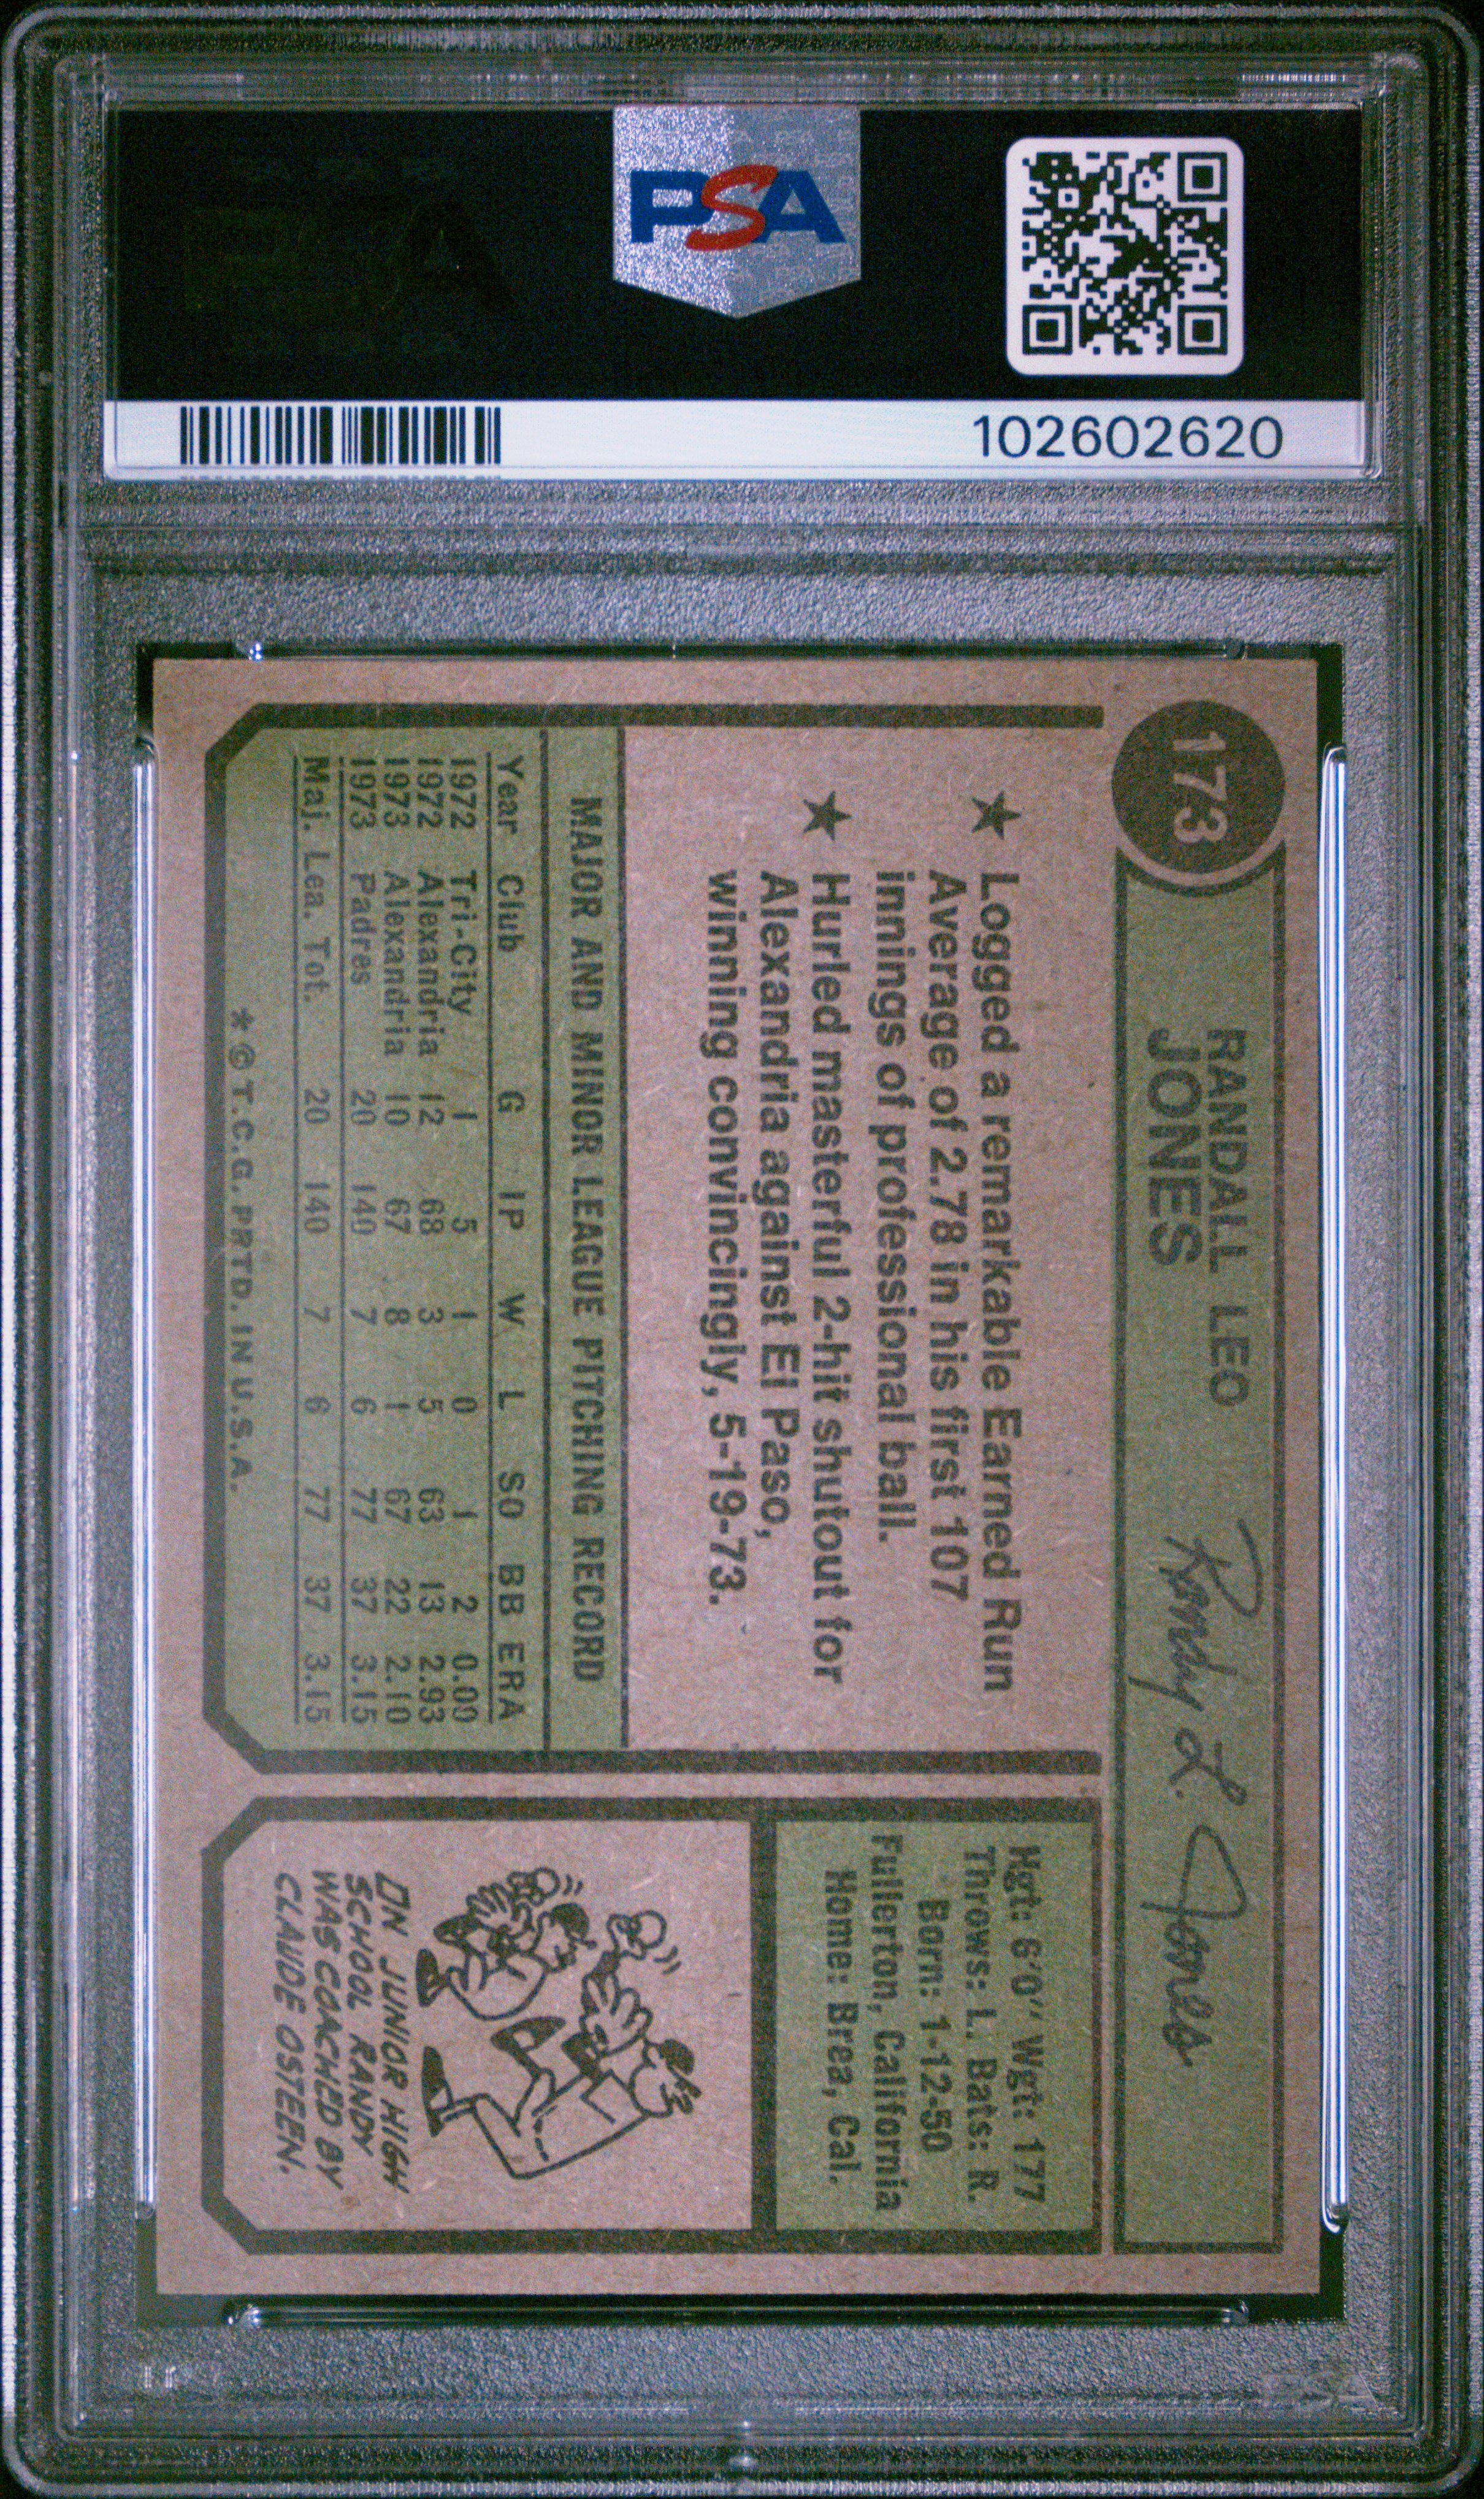 PSA
102602620
173
RANDALL LEO
JONES
Randy L. Jones
★ Logged a remarkable Earned Run
Average of 2.78 in his first 107
innings of professional ball.
★ Hurled masterful 2-hit shutout for
Alexandria against El Paso,
winning convincingly, 5-19-73.
MAJOR AND MINOR LEAGUE PITCHING RECORD
Year Club G IP W L SO BB ERA
1972 Tri-City 1 5 1 0 1 2 0.00
1972 Alexandria 12 68 3 5 63 13 2.93
1973 Alexandria 10 67 8 1 67 22 2.10
1973 Padres 20 140 7 6 77 37 3.15
Maj. Lea. Tot. 20 140 7 6 77 37 3.15
*©T.C.G. PRTD. IN U.S.A.
Hgt: 6'0" Wgt: 177
Throws: L. Bats: R.
Born: 1-12-50
Fullerton, California
Home: Brea, Cal.
IN JUNIOR HIGH
SCHOOL RANDY
WAS COACHED BY
CLAUDE OSTEEN.